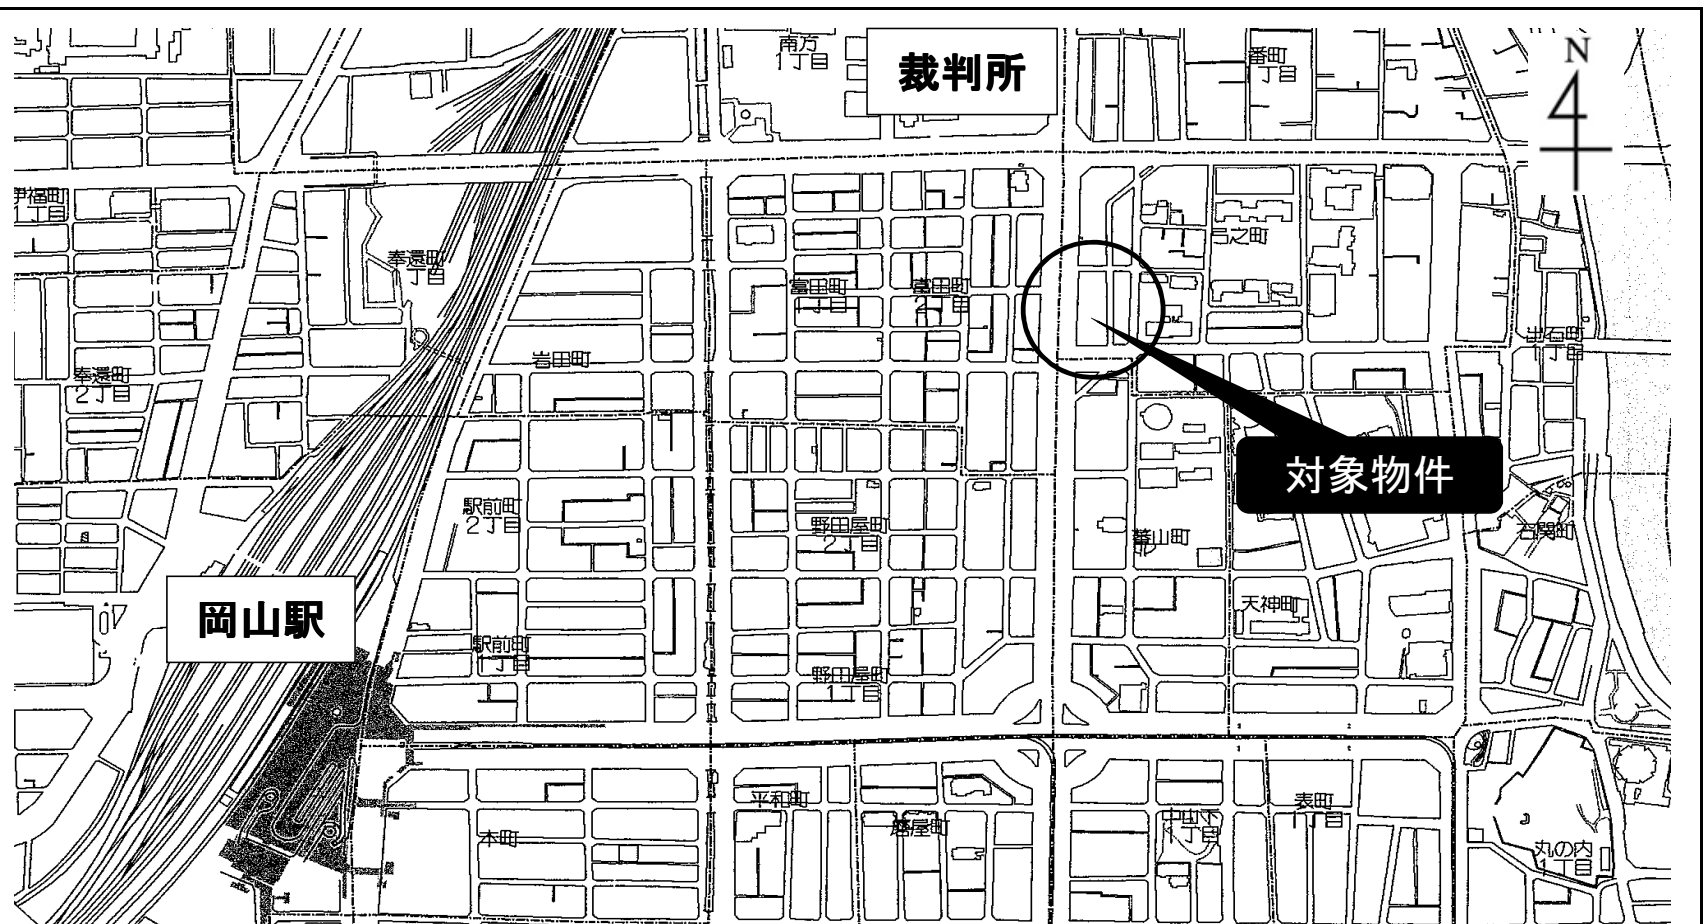 南方
1丁目
裁判所
番町
1丁目
N
伊福町
1丁目
奉還町
1丁目
弓之町
富田町
1丁目
富田町
2丁目
岩田町
出石町
1丁目
奉還町
2丁目
対象物件
駅前町
2丁目
野田屋町
2丁目
蕃山町
石関町
天神町
岡山駅
駅前町
1丁目
野田屋町
1丁目
平和町
本町
磨屋町
中山下
1丁目
表町
1丁目
丸の内
1丁目